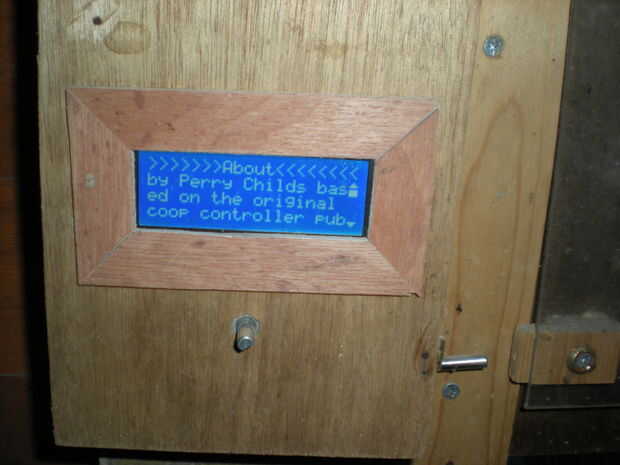 >>>>>>>About<<<<<<<<
by Perry Childs bas
ed on the original
coop controller pub